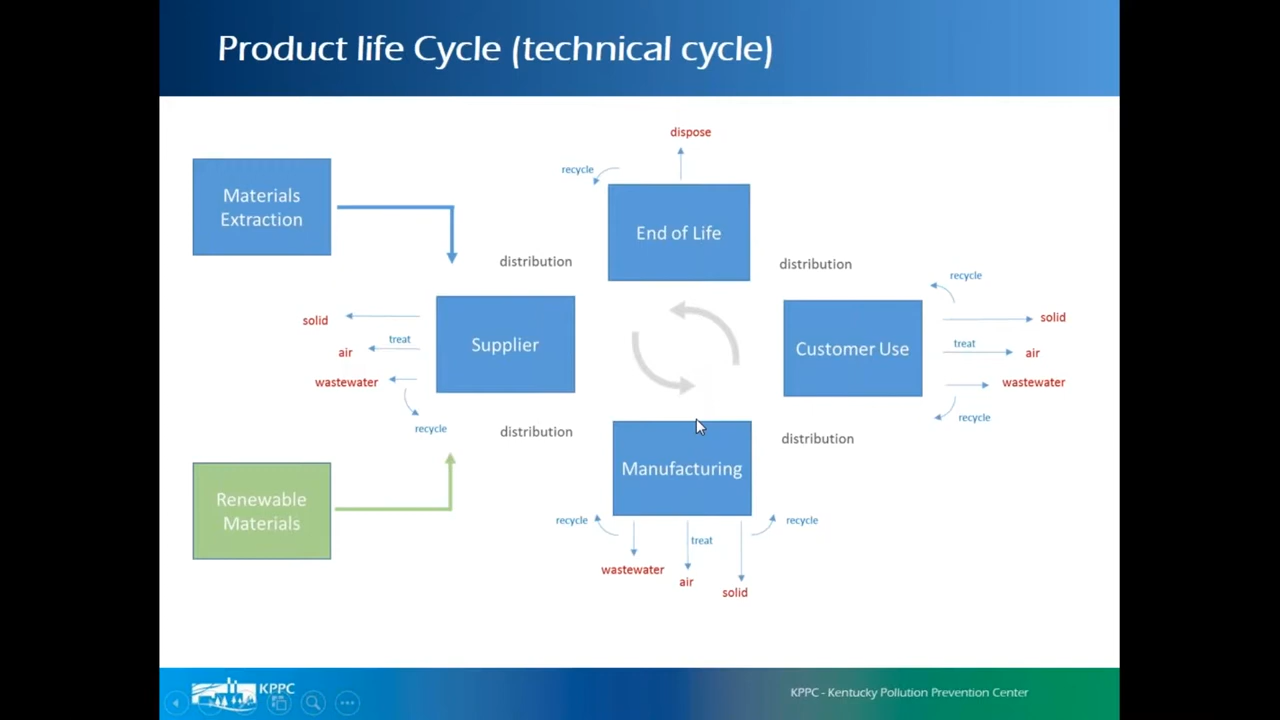 Product life Cycle (technical cycle)
dispose
recycle
Materials
Extraction
End of Life
distribution
distribution
recycle
solid
treat
air
wastewater
recycle
Supplier
Customer Use
solid
treat
air
wastewater
recycle
distribution
distribution
Manufacturing
Renewable
Materials
recycle
treat
recycle
wastewater
air
solid
KPPC
KPPC - Kentucky Pollution Prevention Center